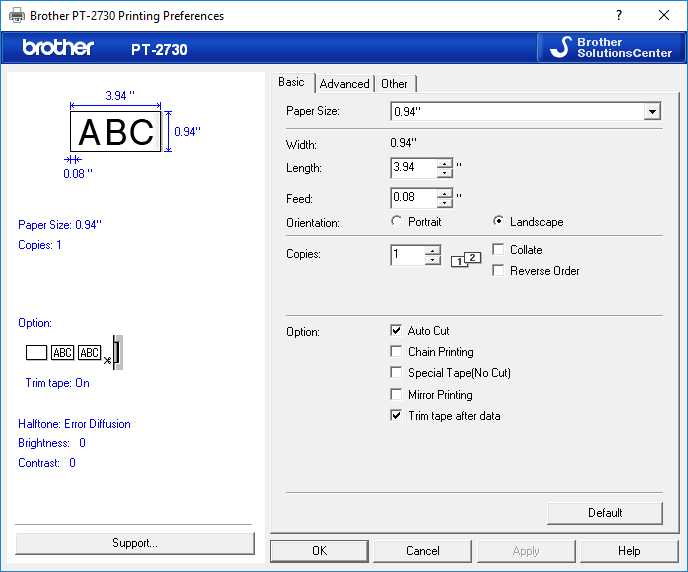 Brother PT-2730 Printing Preferences
?
brother PT-2730
Brother
SolutionsCenter
3.94 "
ABC
0.94"
0.08 "
Paper Size: 0.94"
Copies: 1
Option:
ABC ABC
Trim tape: On
Halftone: Error Diffusion
Brightness: 0
Contrast: 0
Support...
Basic Advanced Other
Paper Size: 0.94"
Width: 0.94"
Length: 3.94 "
Feed: 0.08 "
Orientation: Portrait Landscape
Copies: 1 1 2 Collate
Reverse Order
Option: Auto Cut
Chain Printing
Special Tape(No Cut)
Mirror Printing
Trim tape after data
Default
OK Cancel Apply Help